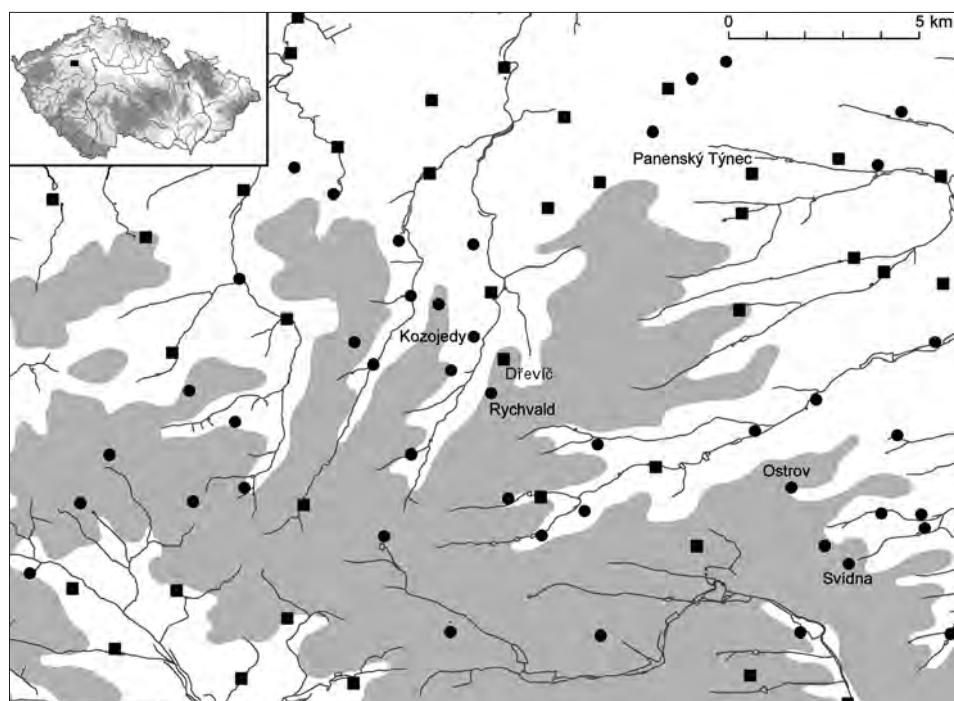 0 5 km
Panenský Týnec
Kozojedy
Dřevíč
Rychvald
Ostrov
Svídna